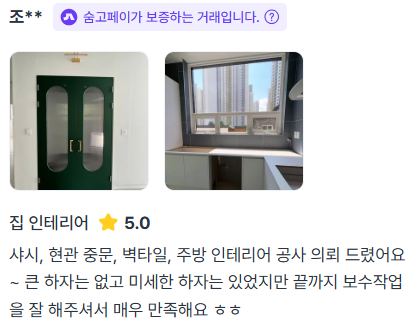 조** 숨고페이가 보증하는 거래입니다. ?
집 인테리어 5.0
샤시, 현관 중문, 벽타일, 주방 인테리어 공사 의뢰 드렸어요
~ 큰 하자는 없고 미세한 하자는 있었지만 끝까지 보수작업
을 잘 해주셔서 매우 만족해요 ㅎㅎ